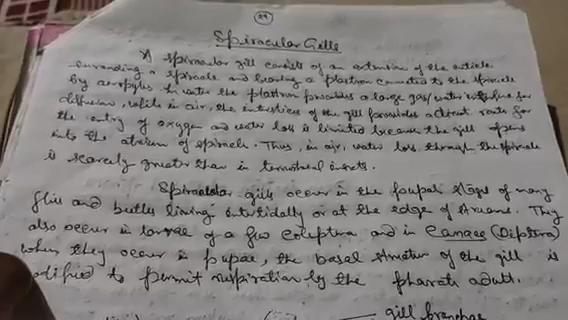 29
Spiracular Gills
A spiracular gill consists of an extension of the cuticle
surrounding a spiracle and bearing a plastron connected to the spiracle
by aeropyles. In water the plastron provides a large gas/water interface for
diffusion, while in air, the interstices of the gill provides a direct route for
the entry of oxygen and water loss is limited because the gill opens
into the atrium of spiracle. Thus, in air, water loss through the spiracle
is scarely greater than in terrestrial insects.
Spiracular gills occur in the pupal stages of many
flies and beetles living intertidally or at the edge of streams. They
also occur in larvae of a few coleoptera and in Canace (Diptera)
when they occur in pupae, the basal structure of the gill is
odified to permit respiration by the pharate adult.
gill branches